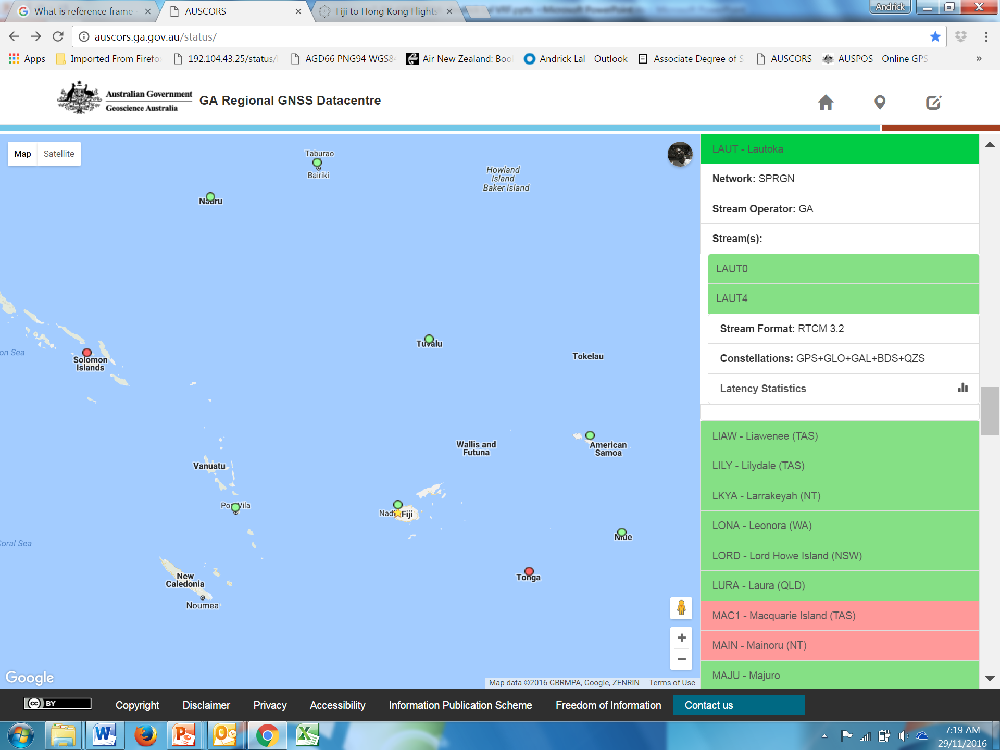 Andrick
What is reference frame
AUSCORS
Fiji to Hong Kong Flights
auscors.ga.gov.au/status/
Apps
Imported From Firefo
192.104.43.25/status/
AGD66 PNG94 WGS84
Air New Zealand: Boo
Andrick Lal - Outlook
Associate Degree of S
AUSCORS
AUSPOS - Online GPS
»
Australian Government
Geoscience Australia
GA Regional GNSS Datacentre
Map
Satellite
Taburao
Bairiki
Nauru
Howland
Island
Baker Island
on Sea
Solomon
Islands
Tuvalu
Tokelau
Wallis and
Futuna
American
Samoa
Vanuatu
Port Vila
Nadi
Fiji
Niue
Coral Sea
Tonga
New
Caledonia
Noumea
Google
Map data ©2016 GBRMPA, Google, ZENRIN
Terms of Use
LAUT - Lautoka
Network: SPRGN
Stream Operator: GA
Stream(s):
LAUT0
LAUT4
Stream Format: RTCM 3.2
Constellations: GPS+GLO+GAL+BDS+QZS
Latency Statistics
LIAW - Liawenee (TAS)
LILY - Lilydale (TAS)
LKYA - Larrakeyah (NT)
LONA - Leonora (WA)
LORD - Lord Howe Island (NSW)
LURA - Laura (QLD)
MAC1 - Macquarie Island (TAS)
MAIN - Mainoru (NT)
MAJU - Majuro
cc BY
Copyright
Disclaimer
Privacy
Accessibility
Information Publication Scheme
Freedom of Information
Contact us
7:19 AM
29/11/2016